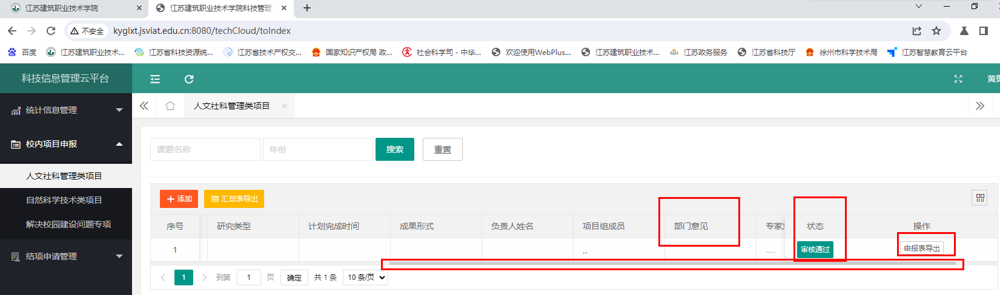 江苏建筑职业技术学院
江苏建筑职业技术学院科技管理
不安全
kyglxt.jsviat.edu.cn:8080/techCloud/toIndex
百度
江苏建筑职业技术...
江苏省科技资源统...
江苏省技术产权交...
国家知识产权局 政...
社会科学司 - 中华...
欢迎使用WebPlus...
江苏建筑职业技术...
江苏政务服务
江苏省科技厅
徐州市科学技术局
江苏智慧教育云平台
科技信息管理云平台
统计信息管理
校内项目申报
人文社科管理类项目
自然科学技术类项目
解决校园建设问题专项
结项申请管理
人文社科管理类项目
课题名称
年份
搜索
重置
添加
汇总表导出
序号
研究类型
计划完成时间
成果形式
负责人姓名
项目组成员
部门意见
专家
状态
操作
1
,,
....
审核通过
申报表导出
1
到第
1
页
确定
共 1 条
10 条/页